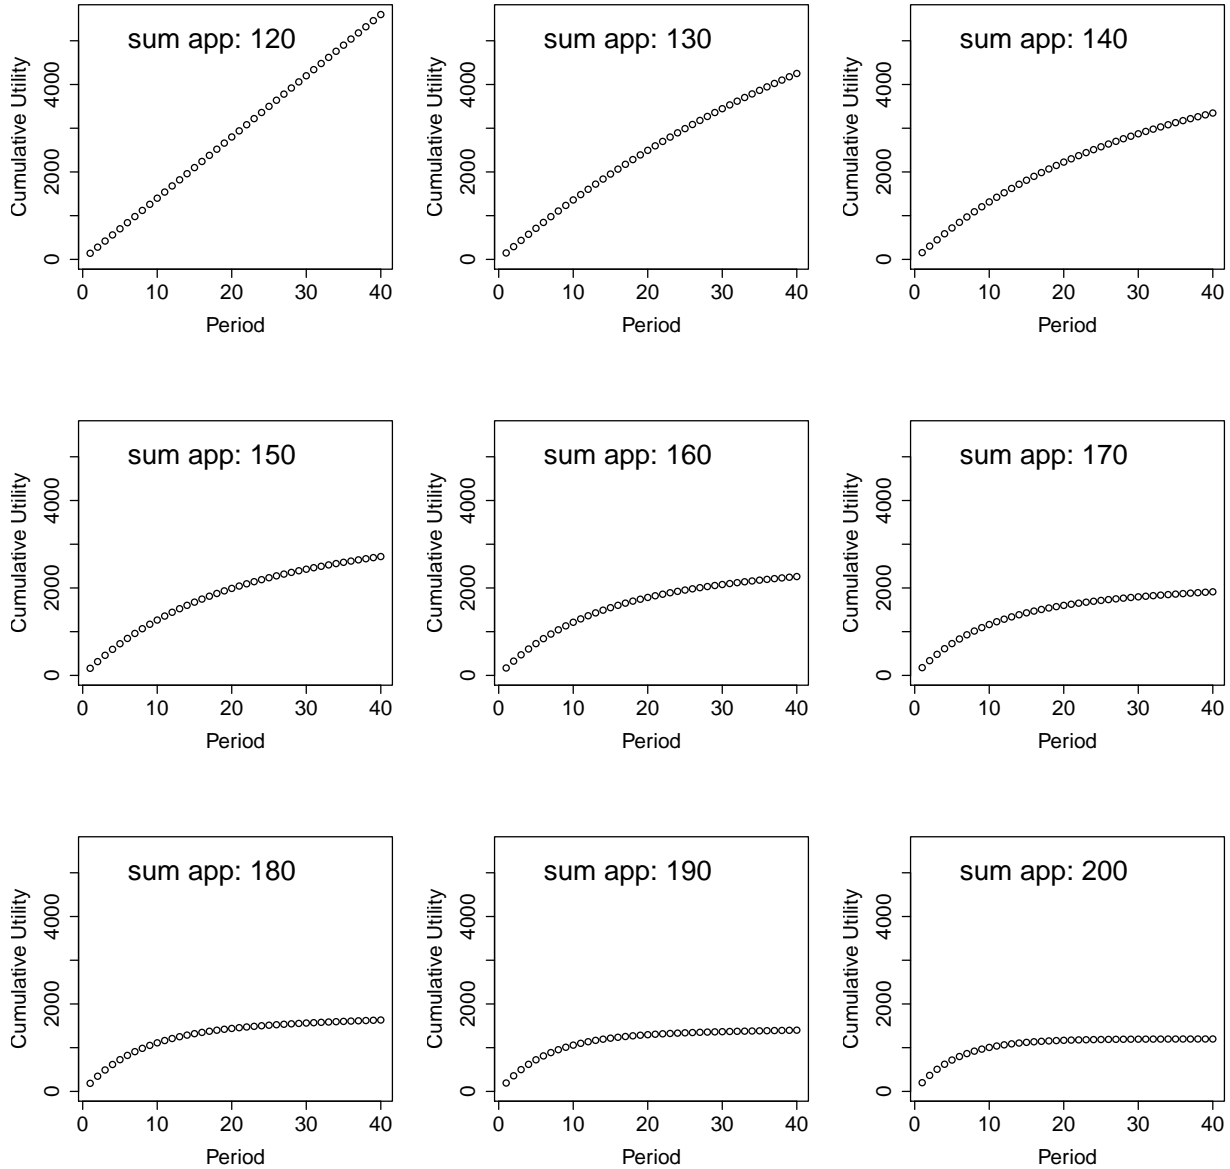 sum app: 120
Cumulative Utility
0 2000 4000
0 10 20 30 40
Period
sum app: 130
Cumulative Utility
0 2000 4000
0 10 20 30 40
Period
sum app: 140
Cumulative Utility
0 2000 4000
0 10 20 30 40
Period
sum app: 150
Cumulative Utility
0 2000 4000
0 10 20 30 40
Period
sum app: 160
Cumulative Utility
0 2000 4000
0 10 20 30 40
Period
sum app: 170
Cumulative Utility
0 2000 4000
0 10 20 30 40
Period
sum app: 180
Cumulative Utility
0 2000 4000
0 10 20 30 40
Period
sum app: 190
Cumulative Utility
0 2000 4000
0 10 20 30 40
Period
sum app: 200
Cumulative Utility
0 2000 4000
0 10 20 30 40
Period